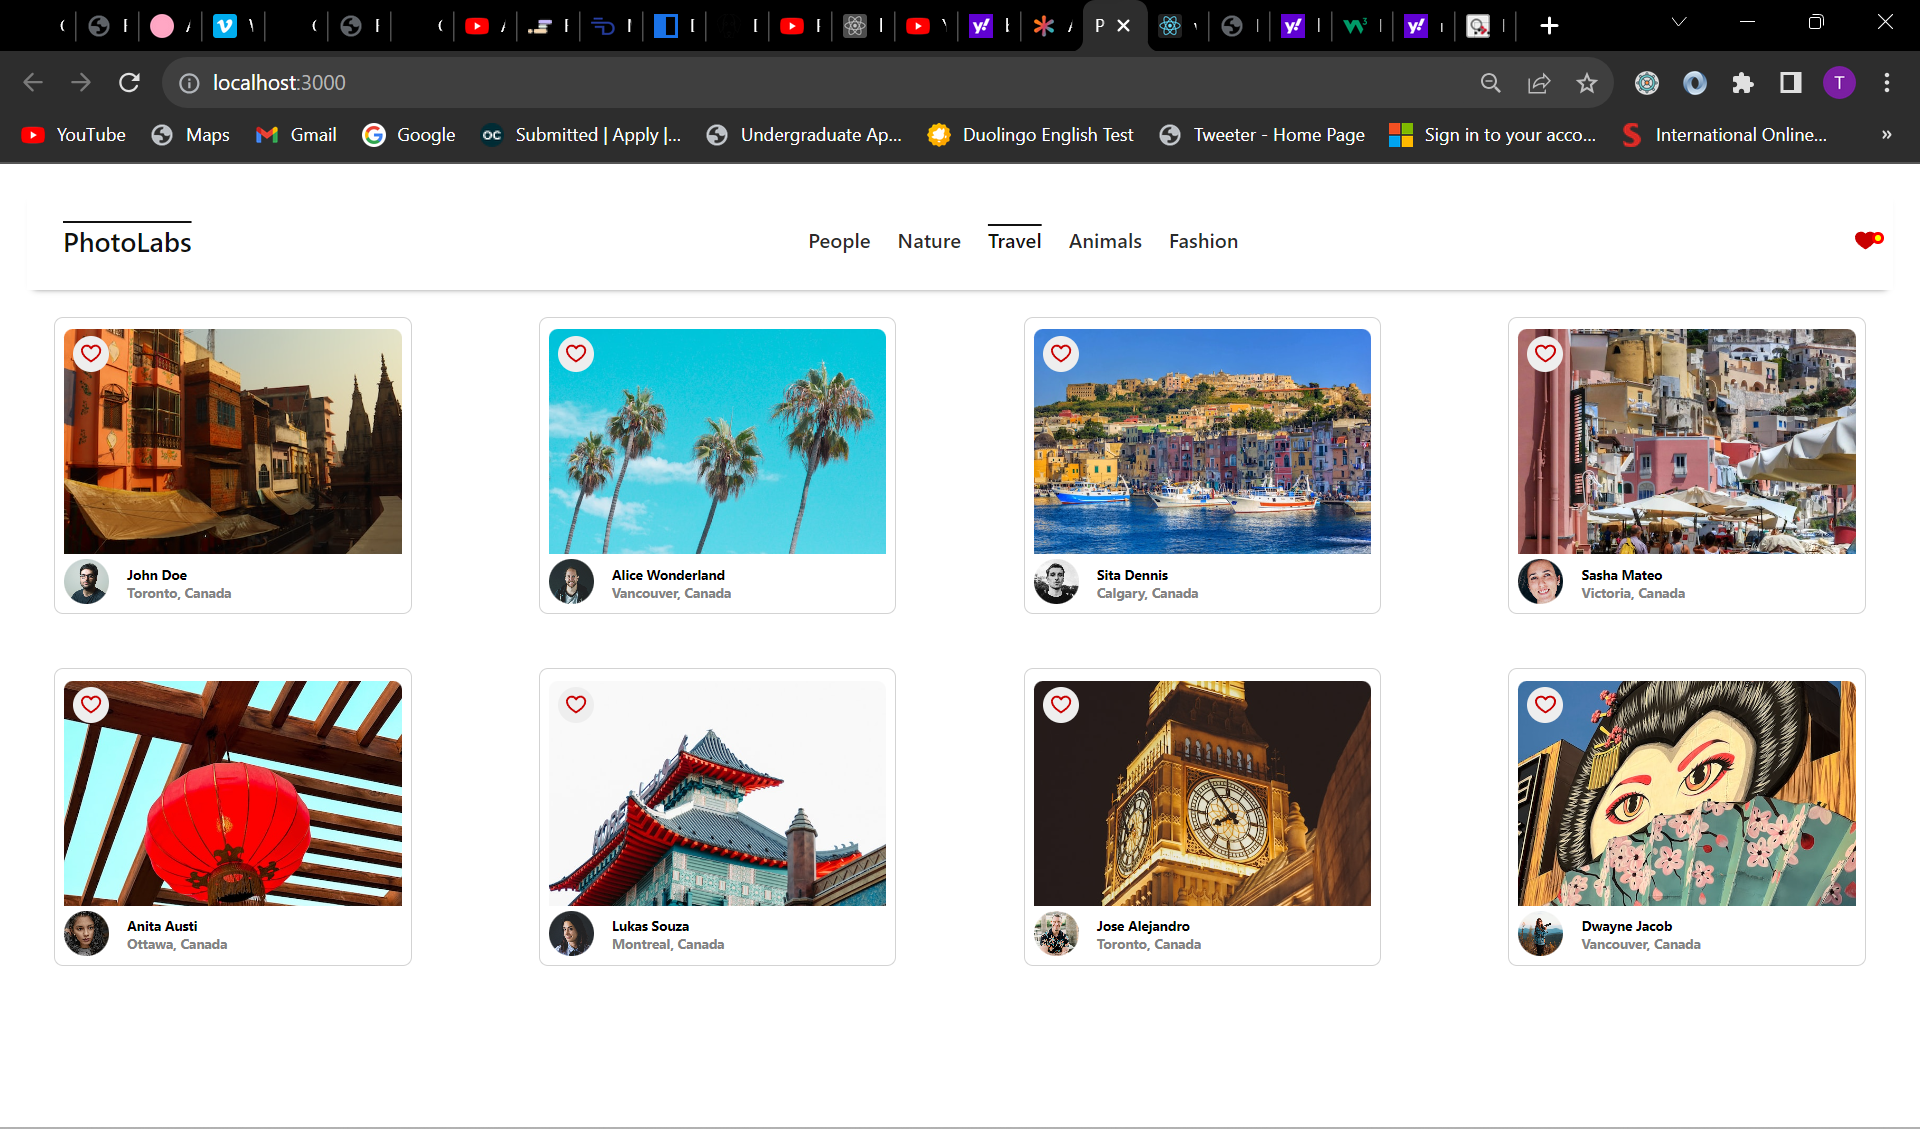 localhost:3000
T
YouTube Maps Gmail Google Submitted | Apply |... Undergraduate Ap... Duolingo English Test Tweeter - Home Page Sign in to your acco... International Online... »
PhotoLabs People Nature Travel Animals Fashion
John Doe
Toronto, Canada
Alice Wonderland
Vancouver, Canada
Sita Dennis
Calgary, Canada
Sasha Mateo
Victoria, Canada
Anita Austi
Ottawa, Canada
Lukas Souza
Montreal, Canada
Jose Alejandro
Toronto, Canada
Dwayne Jacob
Vancouver, Canada